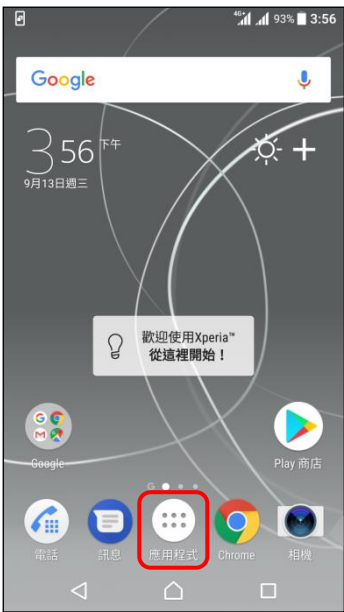 4G+ 93% 3:56
Google
3 56 下午
9月13日週三
歡迎使用Xperia™
從這裡開始！
Google
Play 商店
G
電話 訊息 應用程式 Chrome 相機